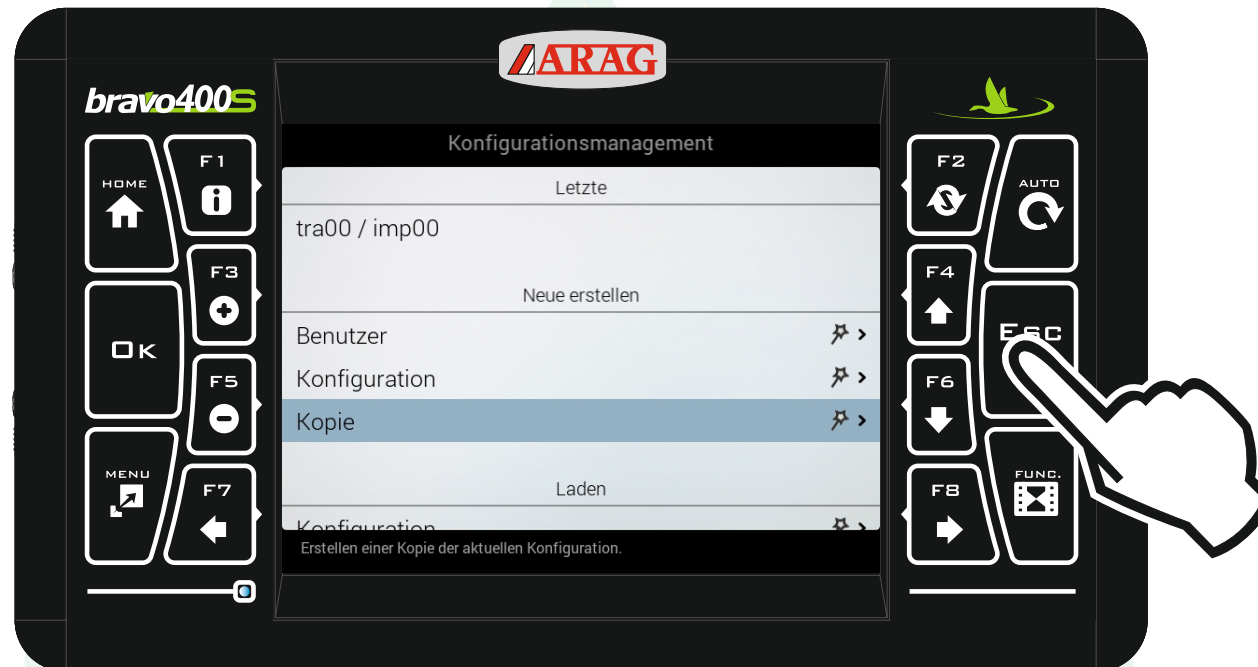 ARAG
bravo400S
HOME
F1
F3
OK
F5
MENU
F7
Konfigurationsmanagement
Letzte
tra00 / imp00
Neue erstellen
Benutzer
Konfiguration
Kopie
Laden
Konfiguration
Erstellen einer Kopie der aktuellen Konfiguration.
F2
AUTO
F4
ESC
F6
FUNC.
F8